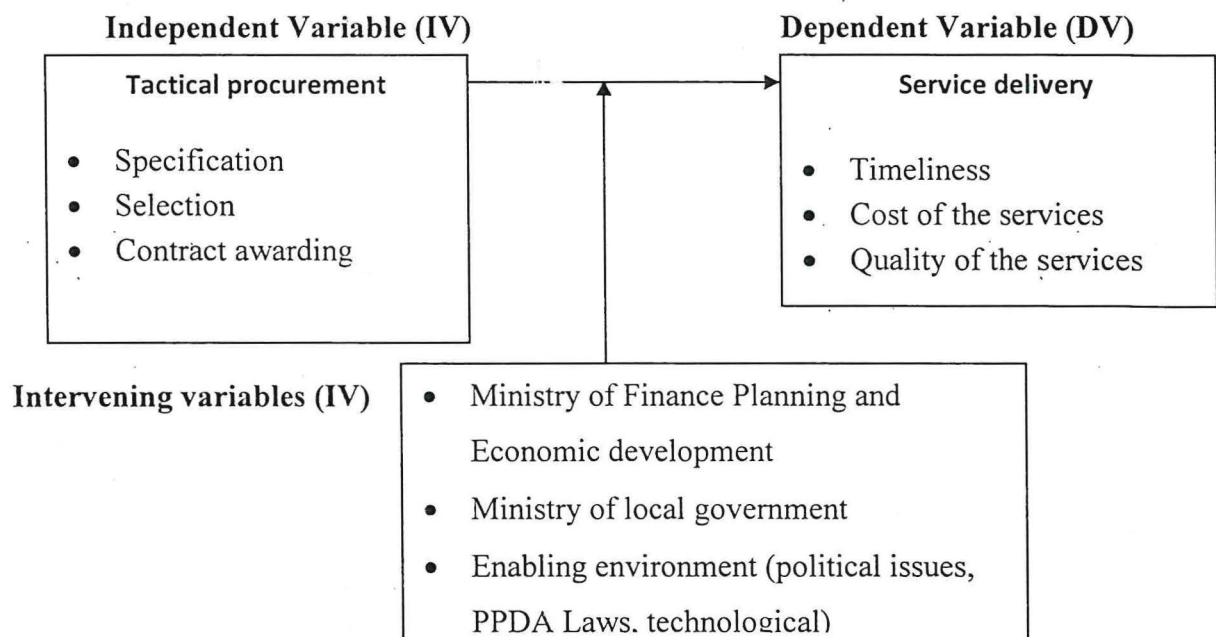 Independent Variable (IV)
Dependent Variable (DV)
Tactical procurement
• Specification
• Selection
• Contract awarding
Service delivery
• Timeliness
• Cost of the services
• Quality of the services
Intervening variables (IV)
• Ministry of Finance Planning and
Economic development
• Ministry of local government
• Enabling environment (political issues,
PPDA Laws, technological)